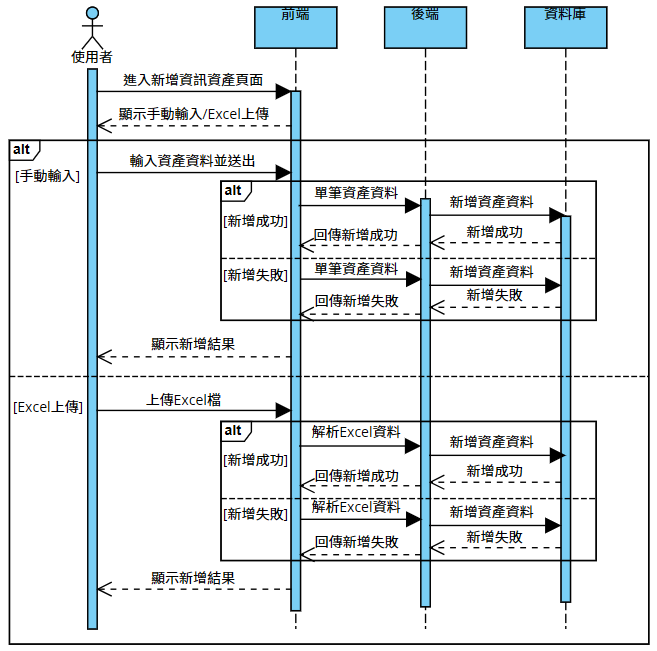 前端
後端
資料庫
使用者
進入新增資訊資產頁面
顯示手動輸入/Excel上傳
alt
[手動輸入]
輸入資產資料並送出
alt
[新增成功]
單筆資產資料
新增資產資料
新增成功
回傳新增成功
[新增失敗]
單筆資產資料
新增資產資料
新增失敗
回傳新增失敗
顯示新增結果
[Excel上傳]
上傳Excel檔
alt
[新增成功]
解析Excel資料
新增資產資料
新增成功
回傳新增成功
[新增失敗]
解析Excel資料
新增資產資料
新增失敗
回傳新增失敗
顯示新增結果